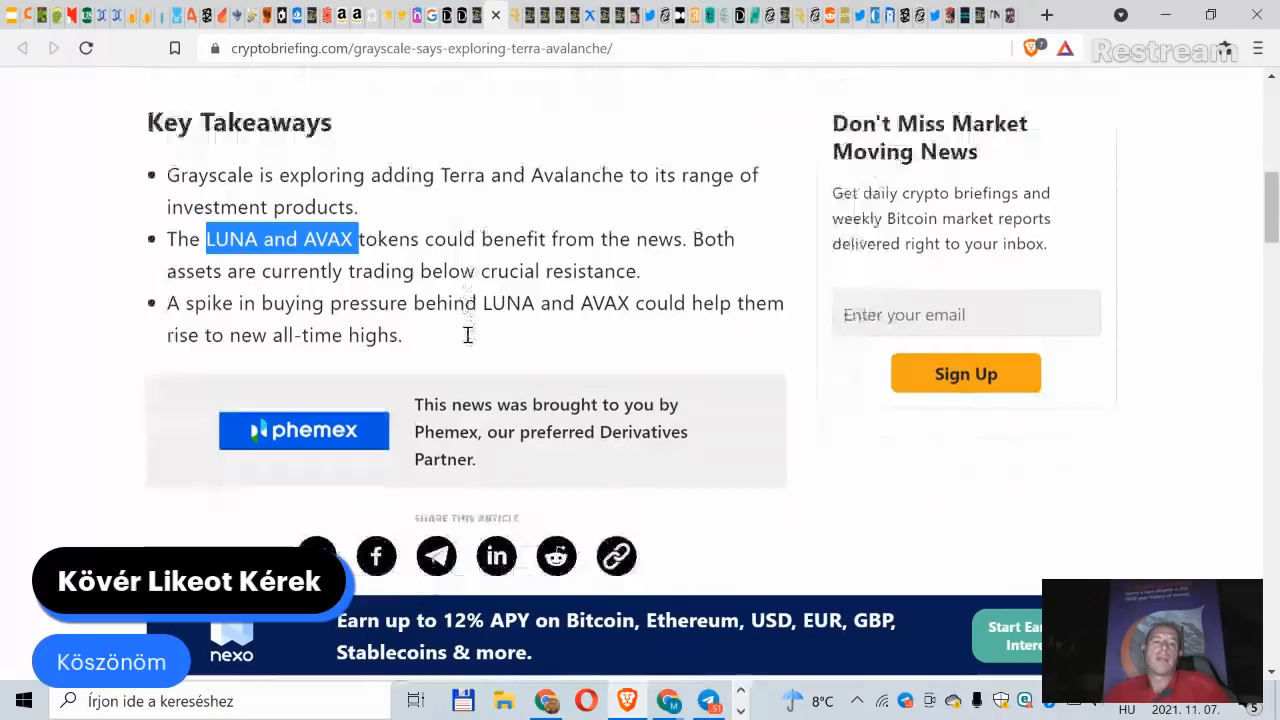 cryptobriefing.com/grayscale-says-exploring-terra-avalanche/
7
Restream
Key Takeaways
Grayscale is exploring adding Terra and Avalanche to its range of
investment products.
The LUNA and AVAX tokens could benefit from the news. Both
assets are currently trading below crucial resistance.
A spike in buying pressure behind LUNA and AVAX could help them
rise to new all-time highs.
phemex
This news was brought to you by
Phemex, our preferred Derivatives
Partner.
SHARE THIS ARTICLE
Don't Miss Market
Moving News
Get daily crypto briefings and
weekly Bitcoin market reports
delivered right to your inbox.
Enter your email
Sign Up
Kövér Likeot Kérek
Köszönöm
nexo
Earn up to 12% APY on Bitcoin, Ethereum, USD, EUR, GBP,
Stablecoins & more.
Start
Írjon ide a kereséshez
8°C
HU
2021. 11. 07.